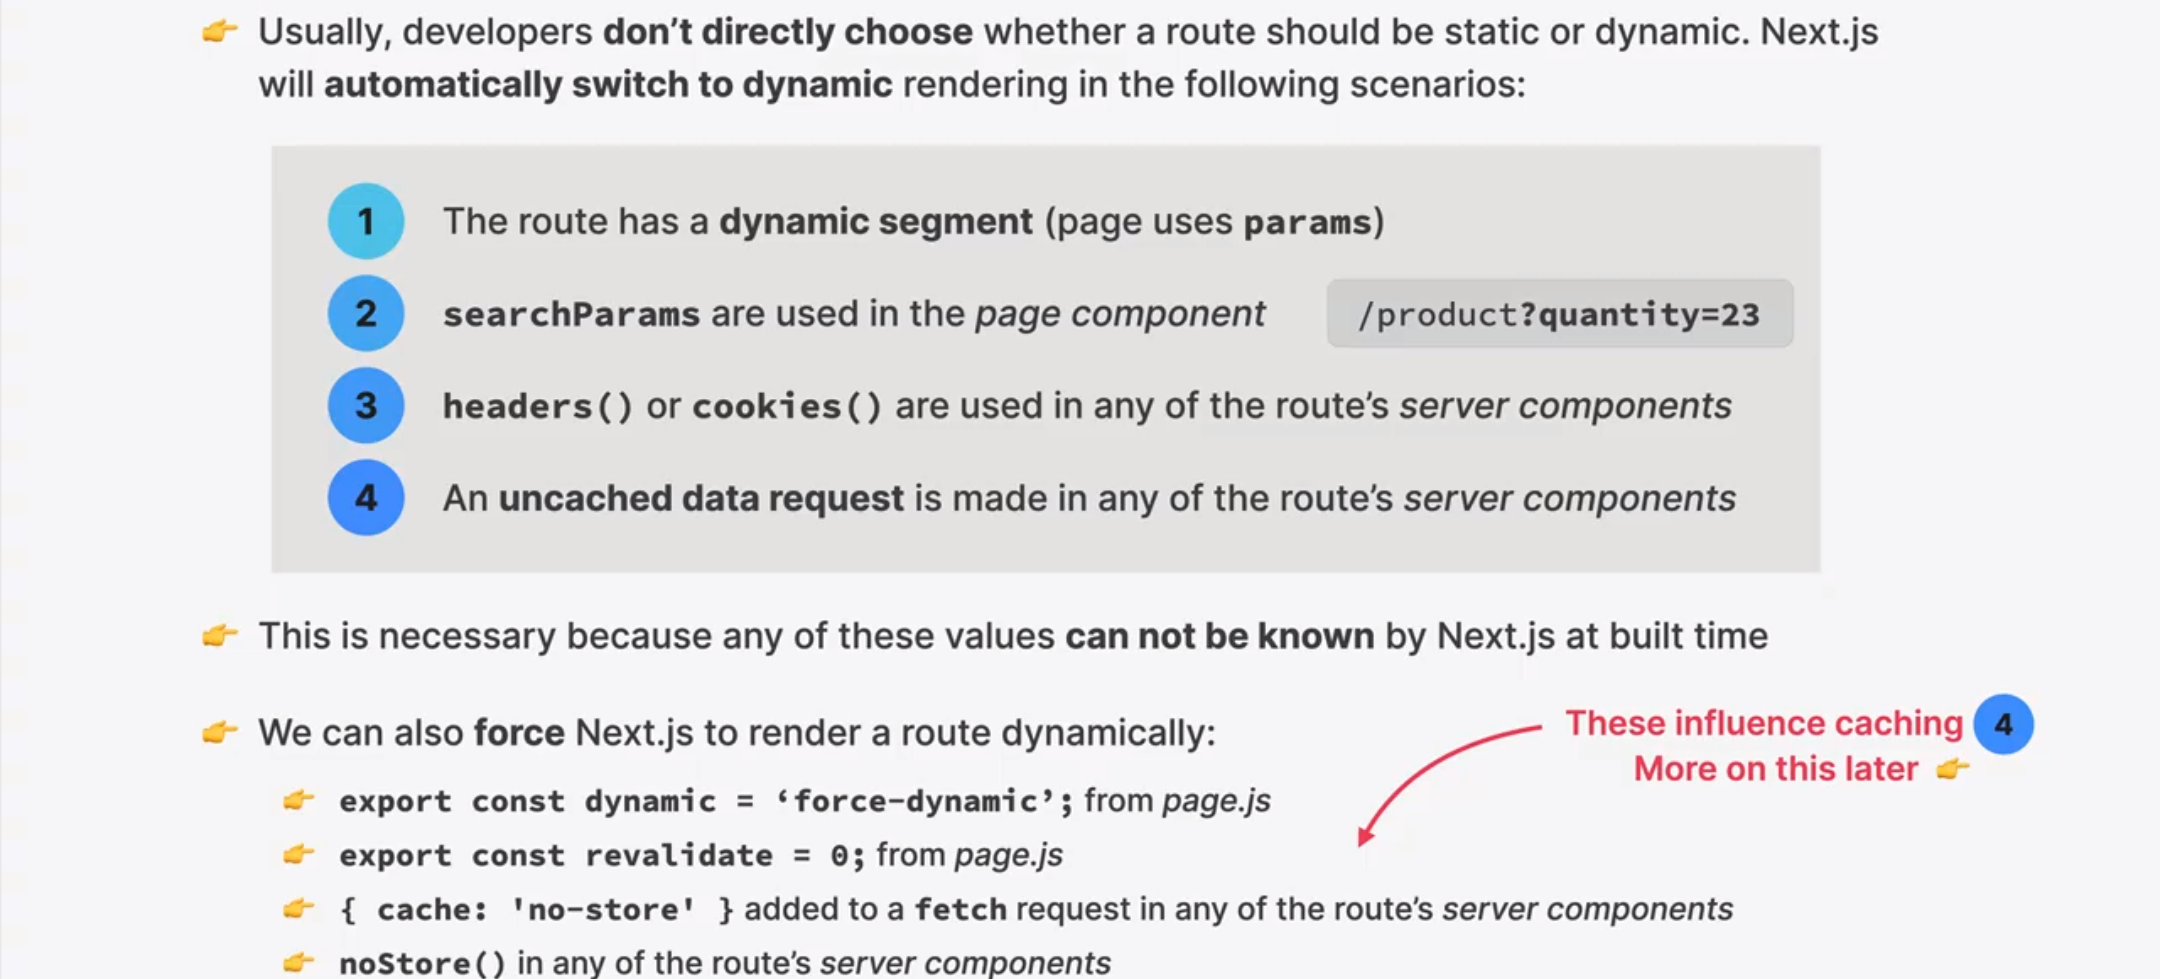 👉 Usually, developers don’t directly choose whether a route should be static or dynamic. Next.js
will automatically switch to dynamic rendering in the following scenarios:
1 The route has a dynamic segment (page uses params)
2 searchParams are used in the page component /product?quantity=23
3 headers() or cookies() are used in any of the route’s server components
4 An uncached data request is made in any of the route’s server components
👉 This is necessary because any of these values can not be known by Next.js at built time
👉 We can also force Next.js to render a route dynamically:
These influence caching 4
More on this later 👉
👉 export const dynamic = ‘force-dynamic’; from page.js
👉 export const revalidate = 0; from page.js
👉 { cache: 'no-store' } added to a fetch request in any of the route’s server components
👉 noStore() in any of the route’s server components